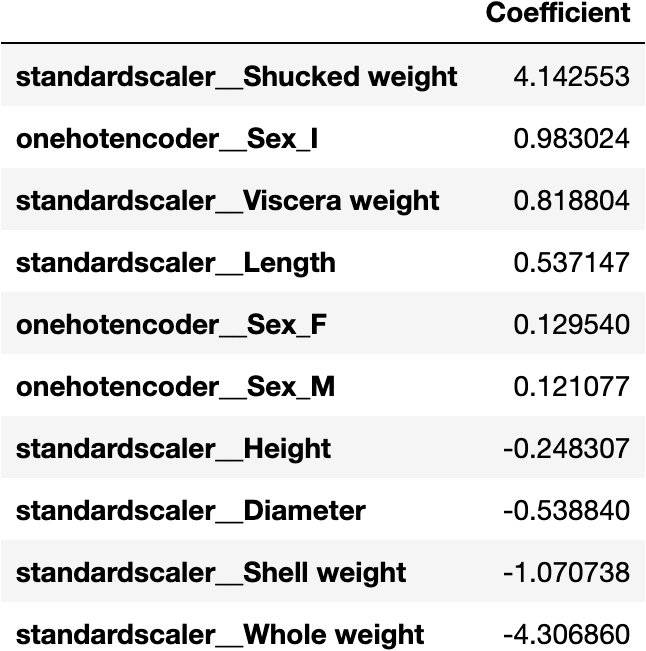 Coefficient
standardscaler__Shucked weight 4.142553
onehotencoder__Sex_I 0.983024
standardscaler__Viscera weight 0.818804
standardscaler__Length 0.537147
onehotencoder__Sex_F 0.129540
onehotencoder__Sex_M 0.121077
standardscaler__Height -0.248307
standardscaler__Diameter -0.538840
standardscaler__Shell weight -1.070738
standardscaler__Whole weight -4.306860